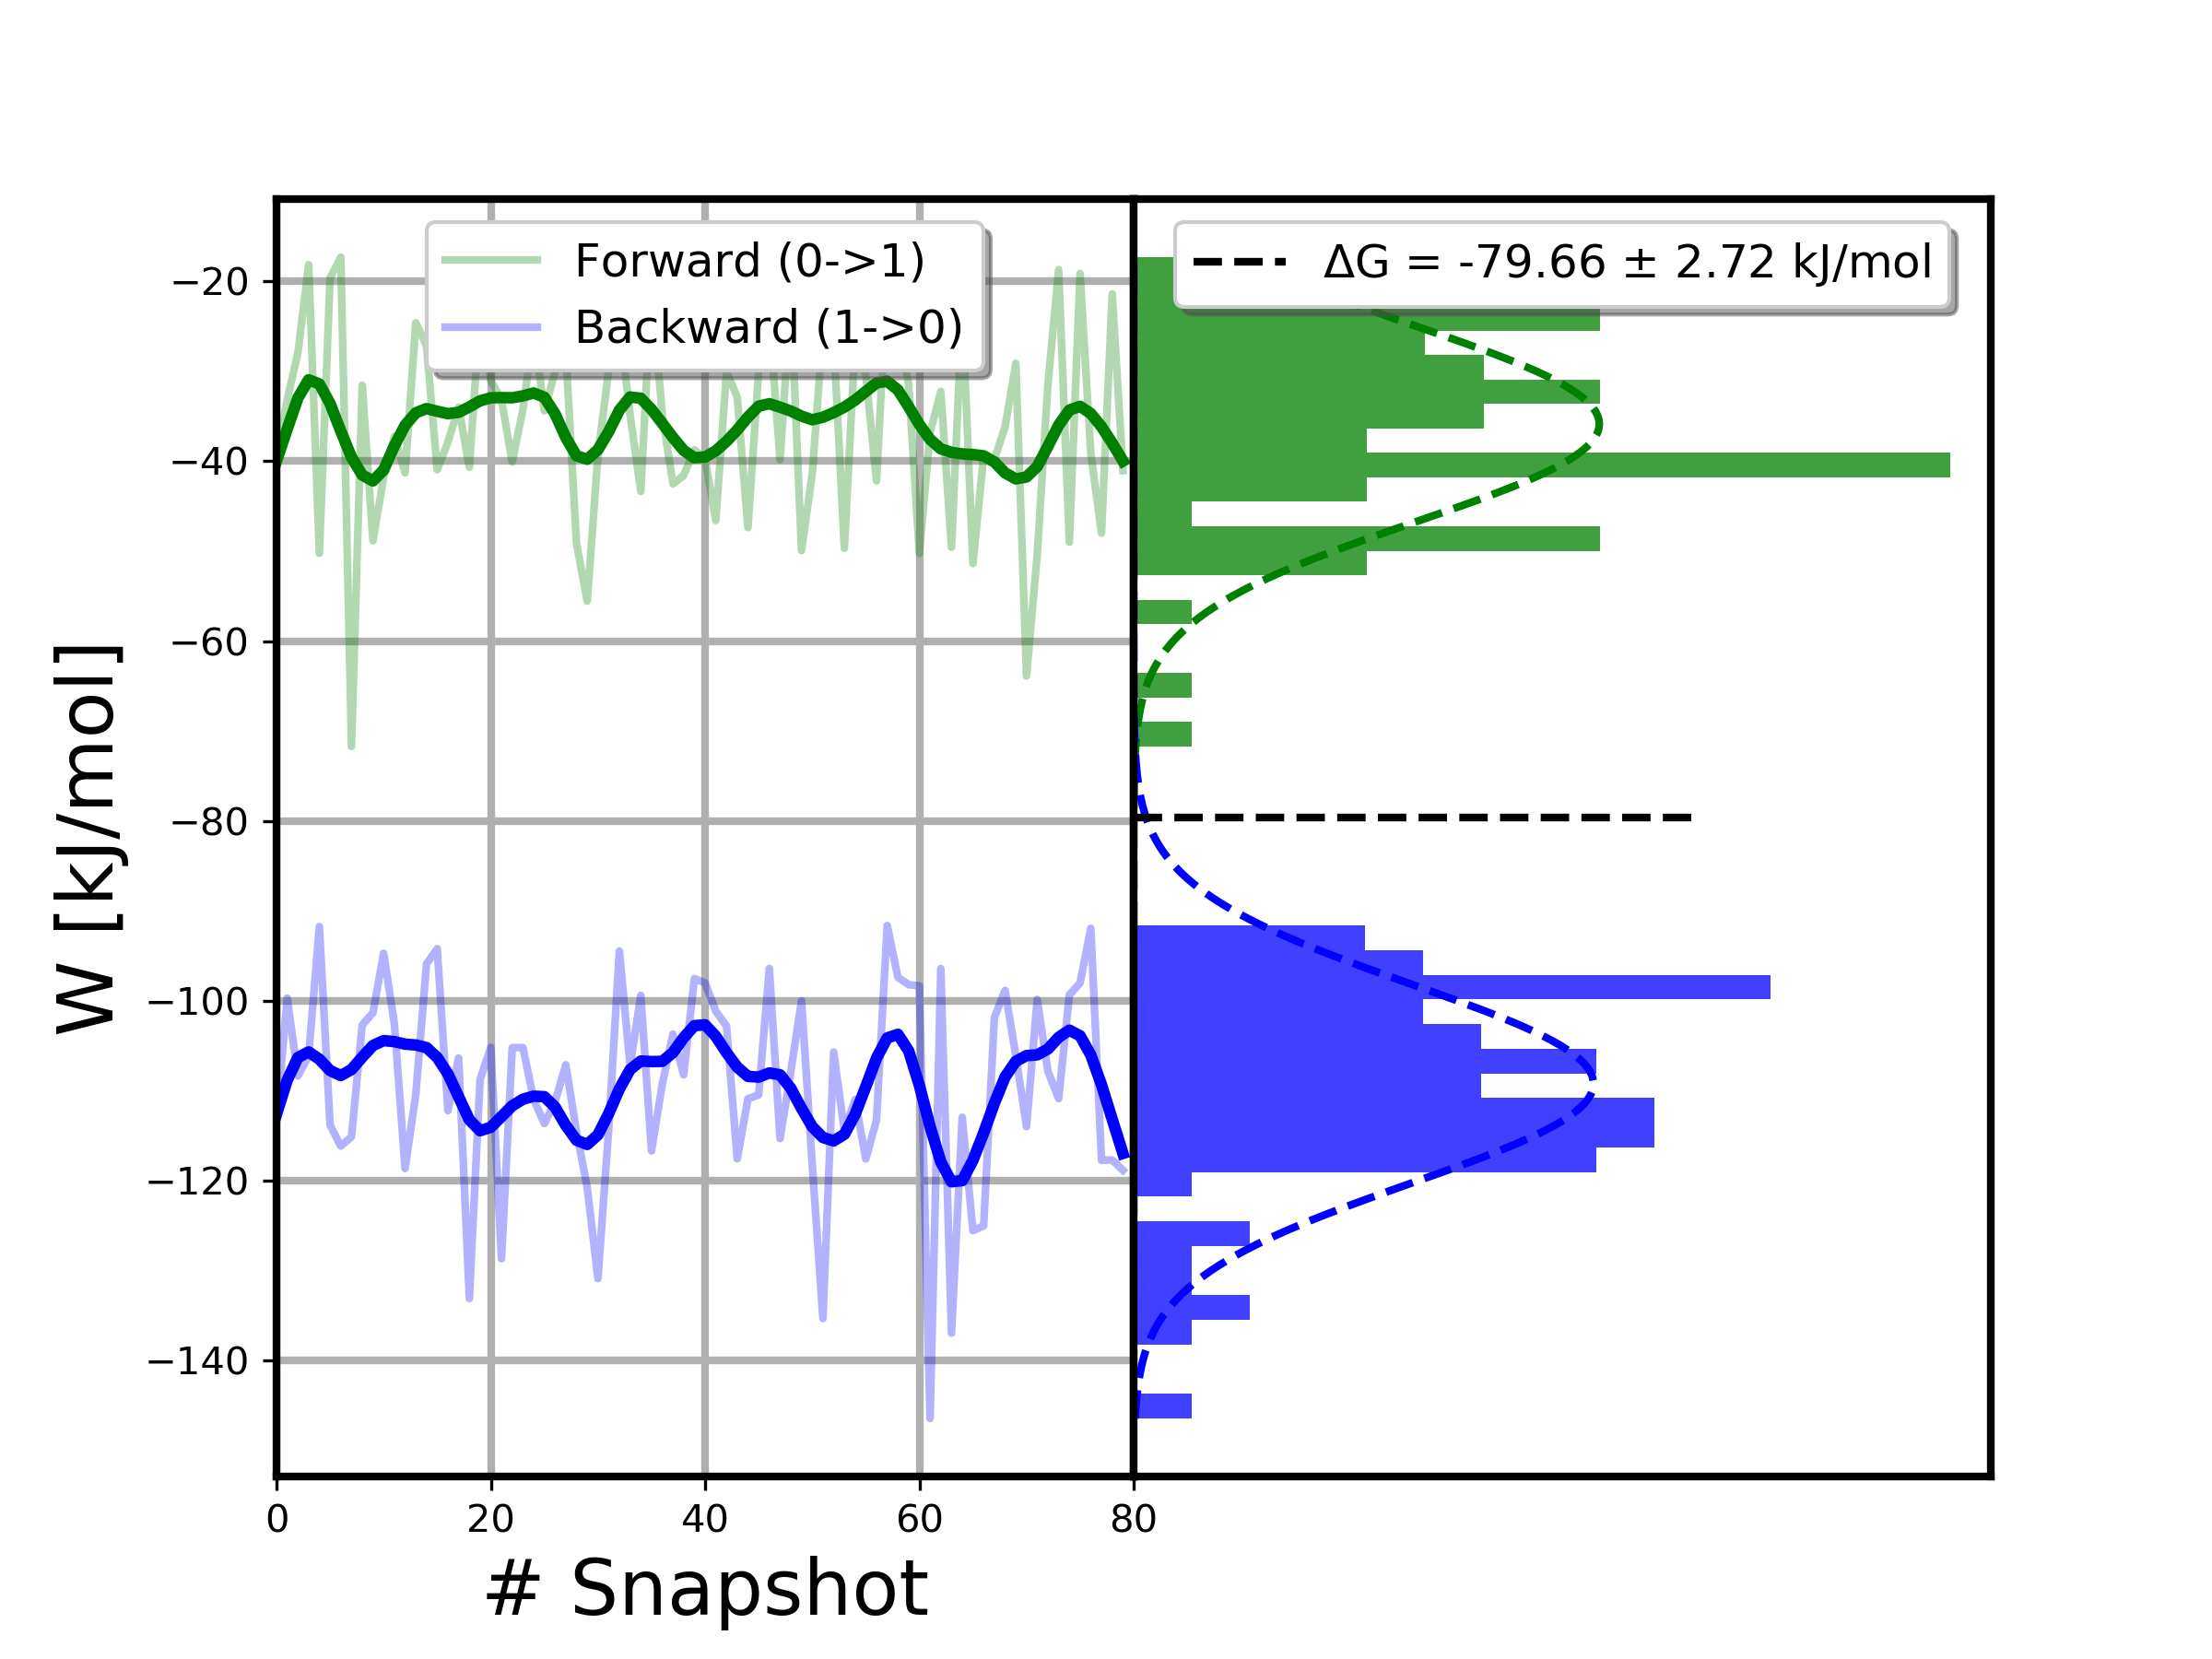 Forward (0->1)
Backward (1->0)
ΔG = -79.66 ± 2.72 kJ/mol
W [kJ/mol]
−20
−40
−60
−80
−100
−120
−140
0 20 40 60 80
# Snapshot